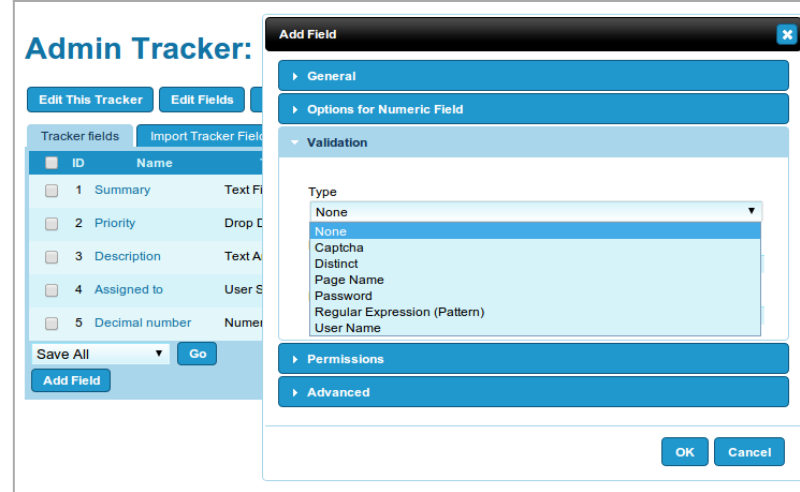 Admin Tracker:
Edit This Tracker
Edit Fields
Tracker fields
Import Tracker
ID
Name
1 Summary
Text
2 Priority
Drop
3 Description
Text
4 Assigned to
User
5 Decimal number
Save All
Go
Add Field
Add Field
General
Options for Numeric Field
Validation
Type
None
None
Captcha
Distinct
Page Name
Password
Regular Expression (Pattern)
User Name
Permissions
Advanced
OK
Cancel